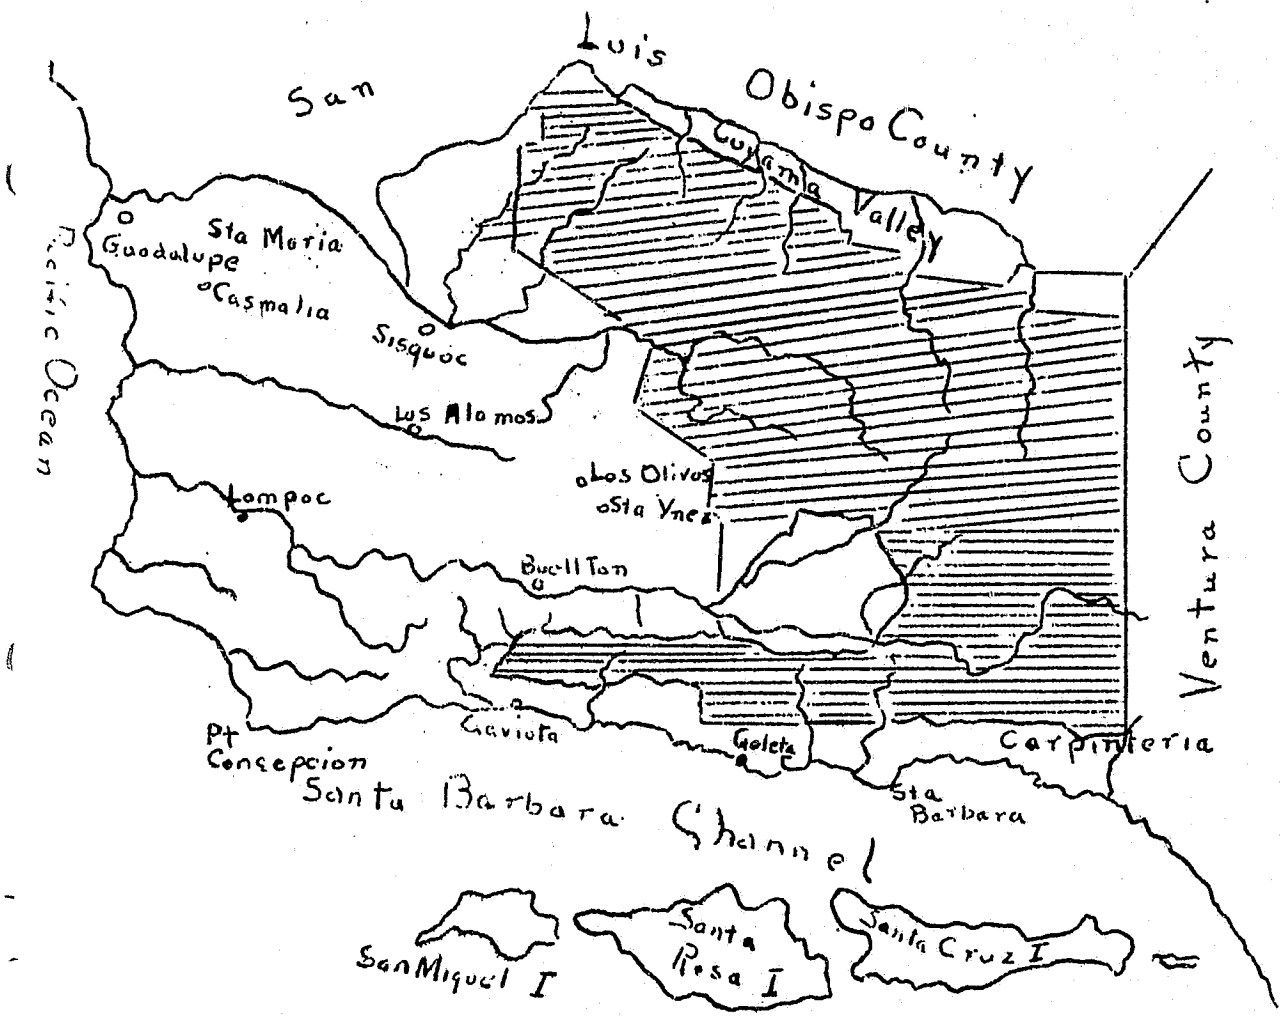 San Luis Obispo County
Cuyama Valley
Guadalupe
Sta Maria
Casmalia
Sisquoc
Pacific Ocean
Los Alamos
Los Olivos
Sta Ynez
Lompoc
Buellton
Ventura County
Gaviota
Goleta
Carpinteria
Pt
Concepcion
Sta
Barbara
Santa Barbara Channel
San Miguel I
Santa
Rosa I
Santa Cruz I